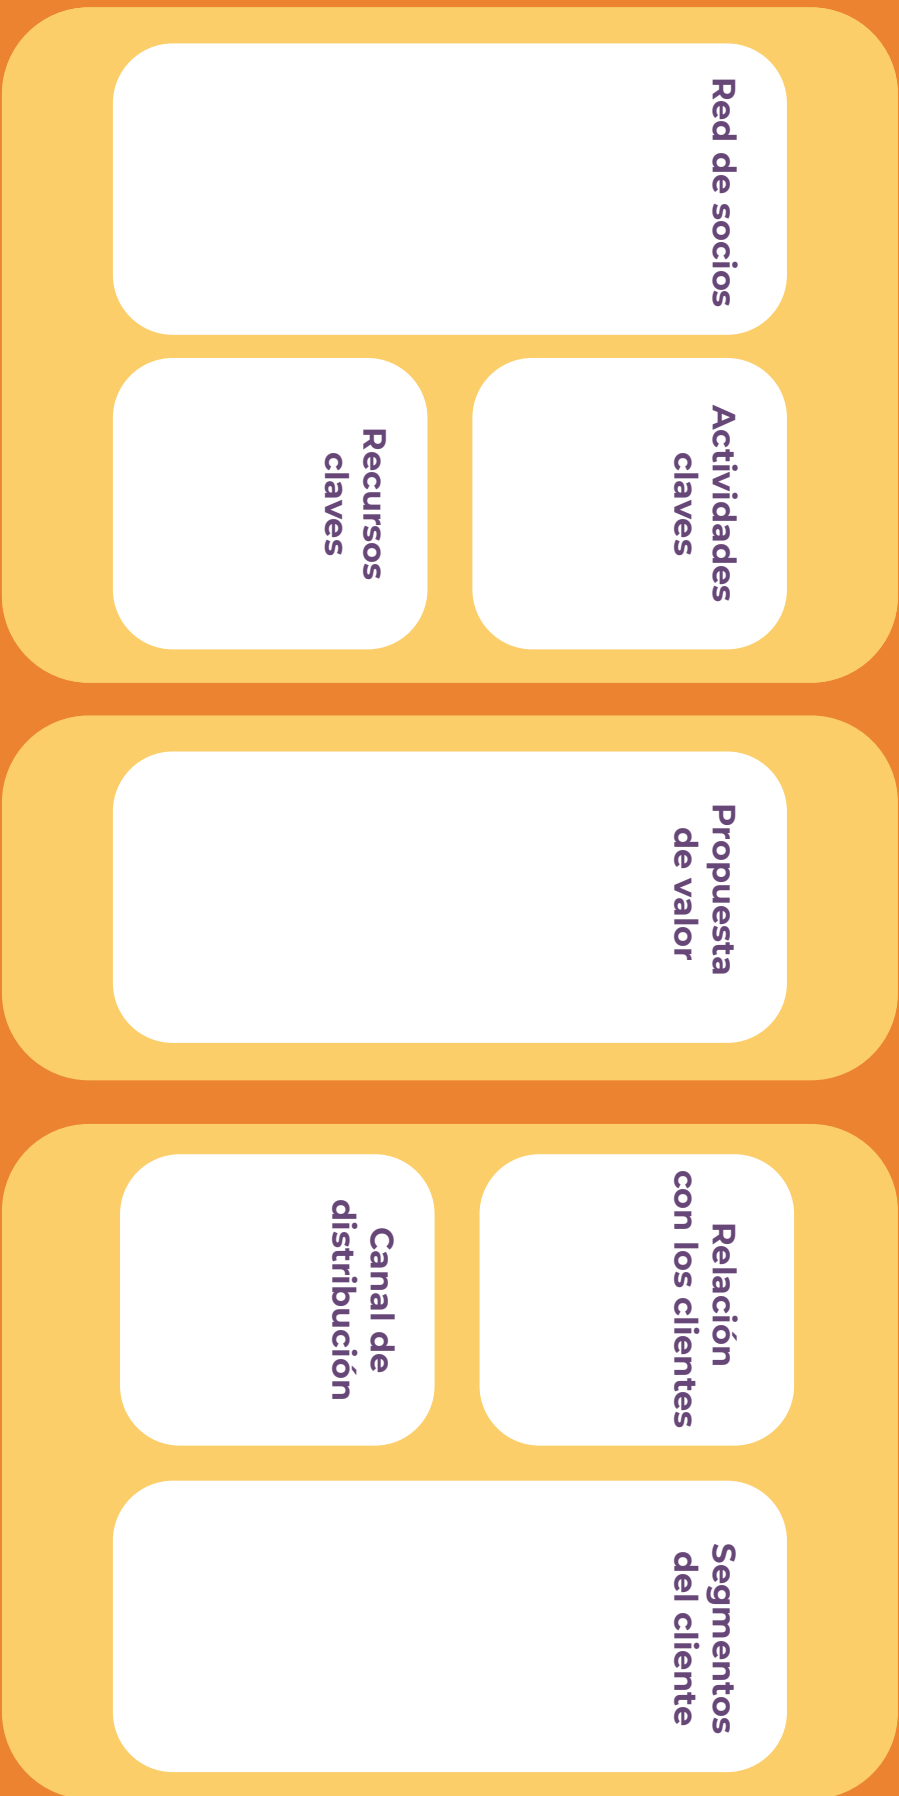 Red de socios
Actividades
claves
Recursos
claves
Propuesta
de valor
Relación
con los clientes
Canal de
distribución
Segmentos
del cliente